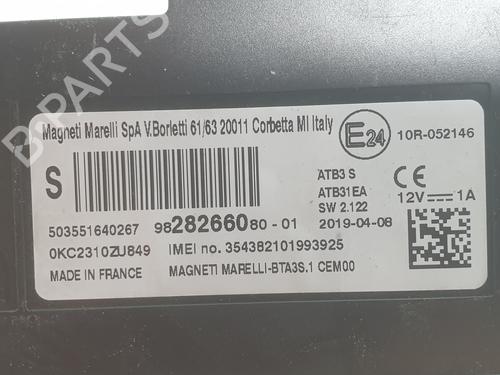 B-PARTS
Magneti Marelli SpA V.Borletti 61/63 20011 Corbetta MI Italy
E24
10R-052146
S
ATB3 S
ATB31EA
SW 2.122
2019-04-08
CE
12V⎓1A
503551640267
9828266080-01
0KC2310ZU849
IMEI no. 354382101993925
MADE IN FRANCE
MAGNETI MARELLI-BTA3S.1 CEM00